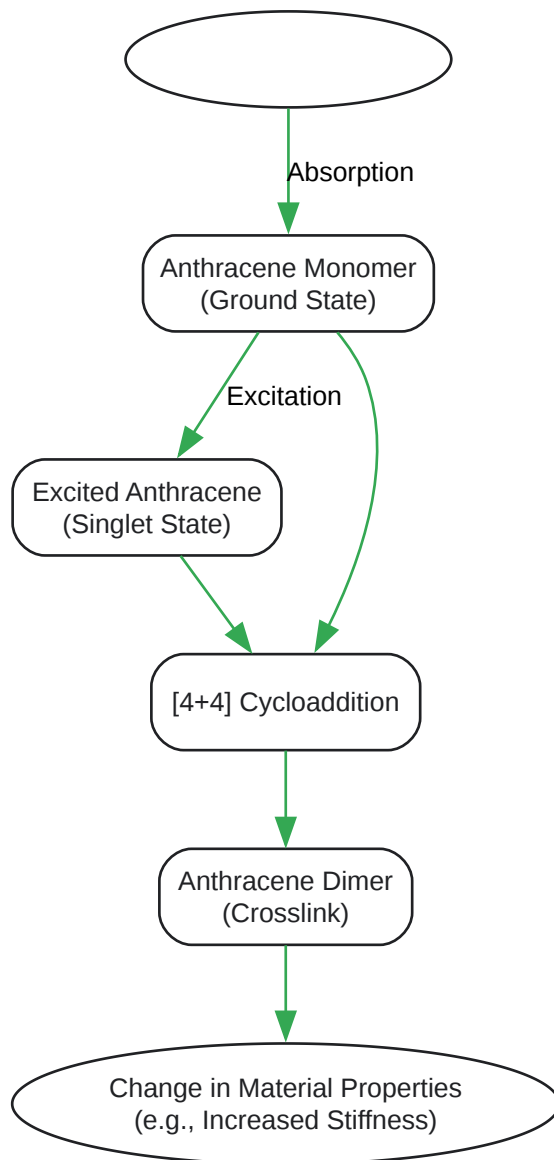 Absorption
Anthracene Monomer
(Ground State)
Excitation
Excited Anthracene
(Singlet State)
[4+4] Cycloaddition
Anthracene Dimer
(Crosslink)
Change in Material Properties
(e.g., Increased Stiffness)